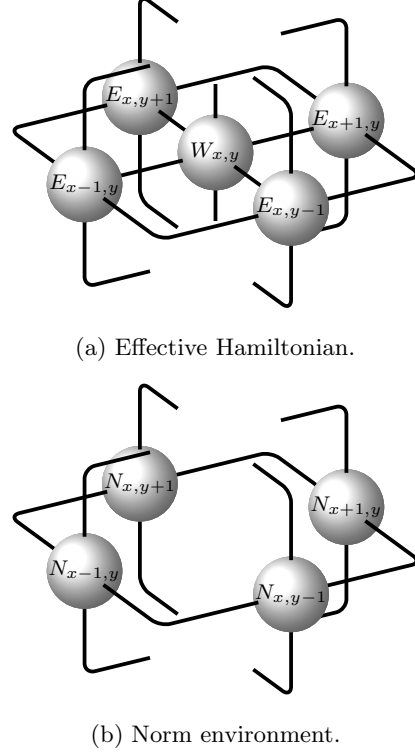 E_{x,y+1}
E_{x+1,y}
W_{x,y}
E_{x-1,y}
E_{x,y-1}
(a) Effective Hamiltonian.
N_{x,y+1}
N_{x+1,y}
N_{x-1,y}
N_{x,y-1}
(b) Norm environment.